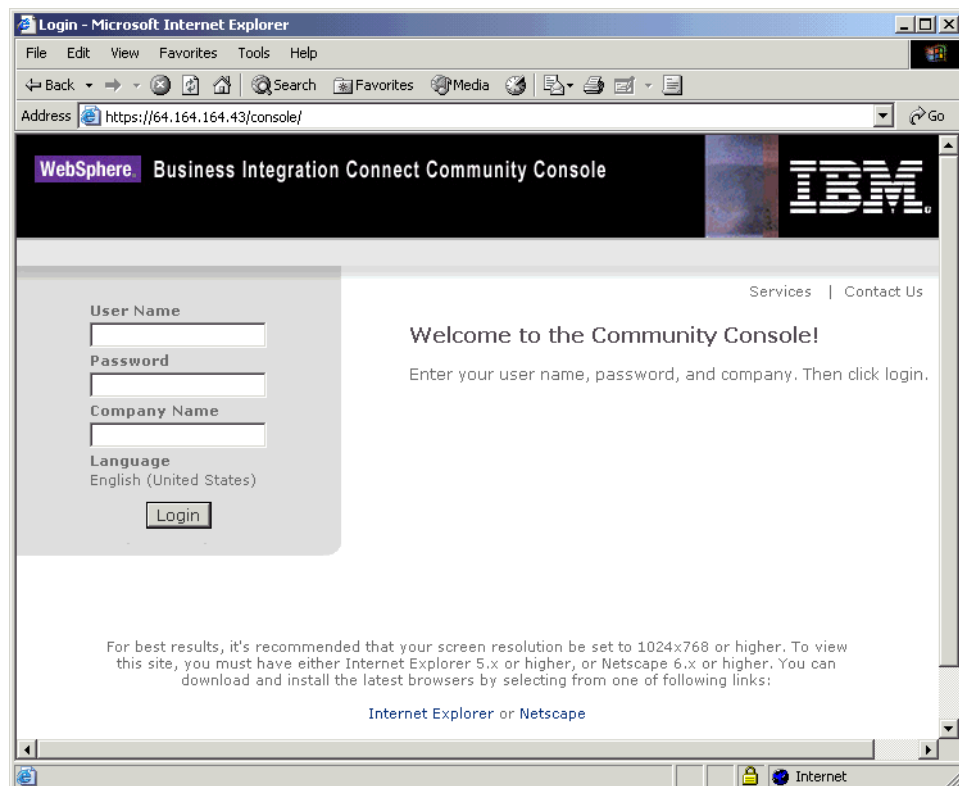 Login - Microsoft Internet Explorer
File Edit View Favorites Tools Help
Back Search Favorites Media
Address https://64.164.164.43/console/ Go
WebSphere. Business Integration Connect Community Console
IBM.
Services | Contact Us
User Name
Welcome to the Community Console!
Password
Enter your user name, password, and company. Then click login.
Company Name
Language
English (United States)
Login
For best results, it's recommended that your screen resolution be set to 1024x768 or higher. To view
this site, you must have either Internet Explorer 5.x or higher, or Netscape 6.x or higher. You can
download and install the latest browsers by selecting from one of following links:
Internet Explorer or Netscape
Internet